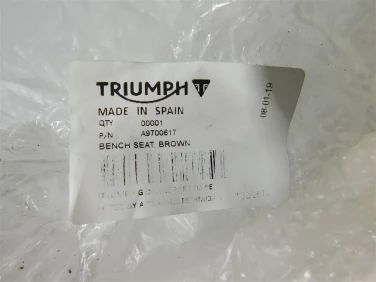 TRIUMPH
MADE IN SPAIN
QTY 00001
P/N A9700617
BENCH SEAT, BROWN
08-01-19